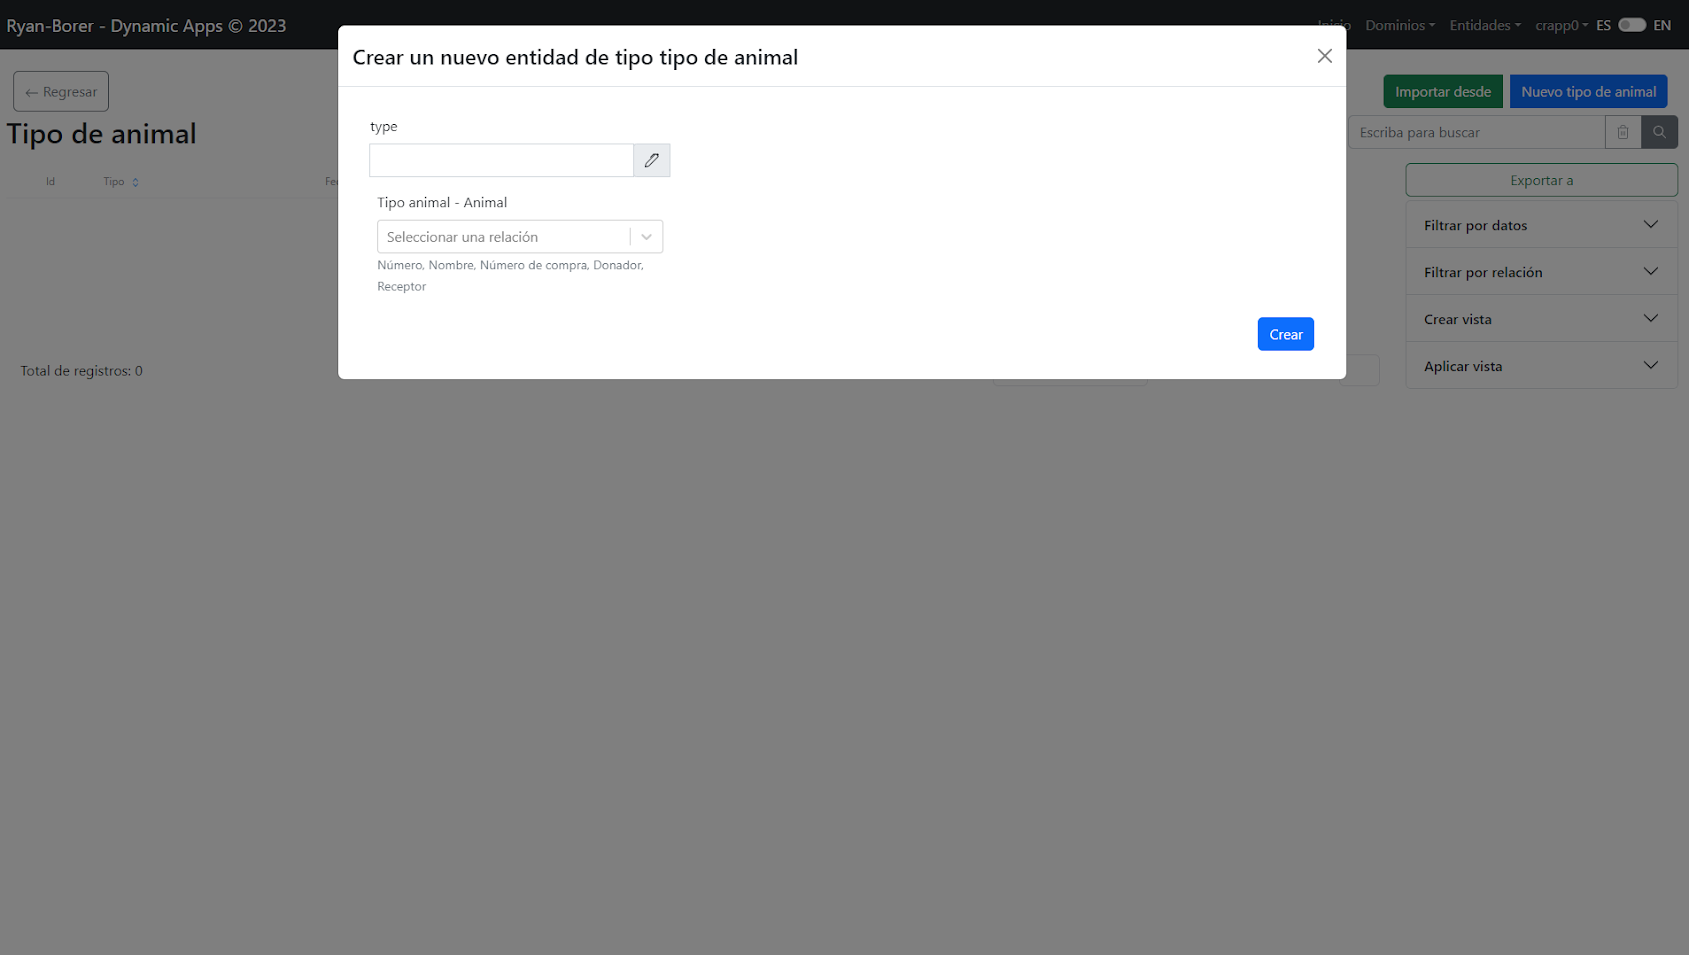 Ryan-Borer - Dynamic Apps © 2023
Inicio Dominios Entidades crapp0 ES EN
Crear un nuevo entidad de tipo tipo de animal
← Regresar
Importar desde
Nuevo tipo de animal
Tipo de animal
Escriba para buscar
type
Id
Tipo
Exportar a
Tipo animal - Animal
Seleccionar una relación
Número, Nombre, Número de compra, Donador,
Receptor
Filtrar por datos
Filtrar por relación
Crear vista
Crear
Aplicar vista
Total de registros: 0